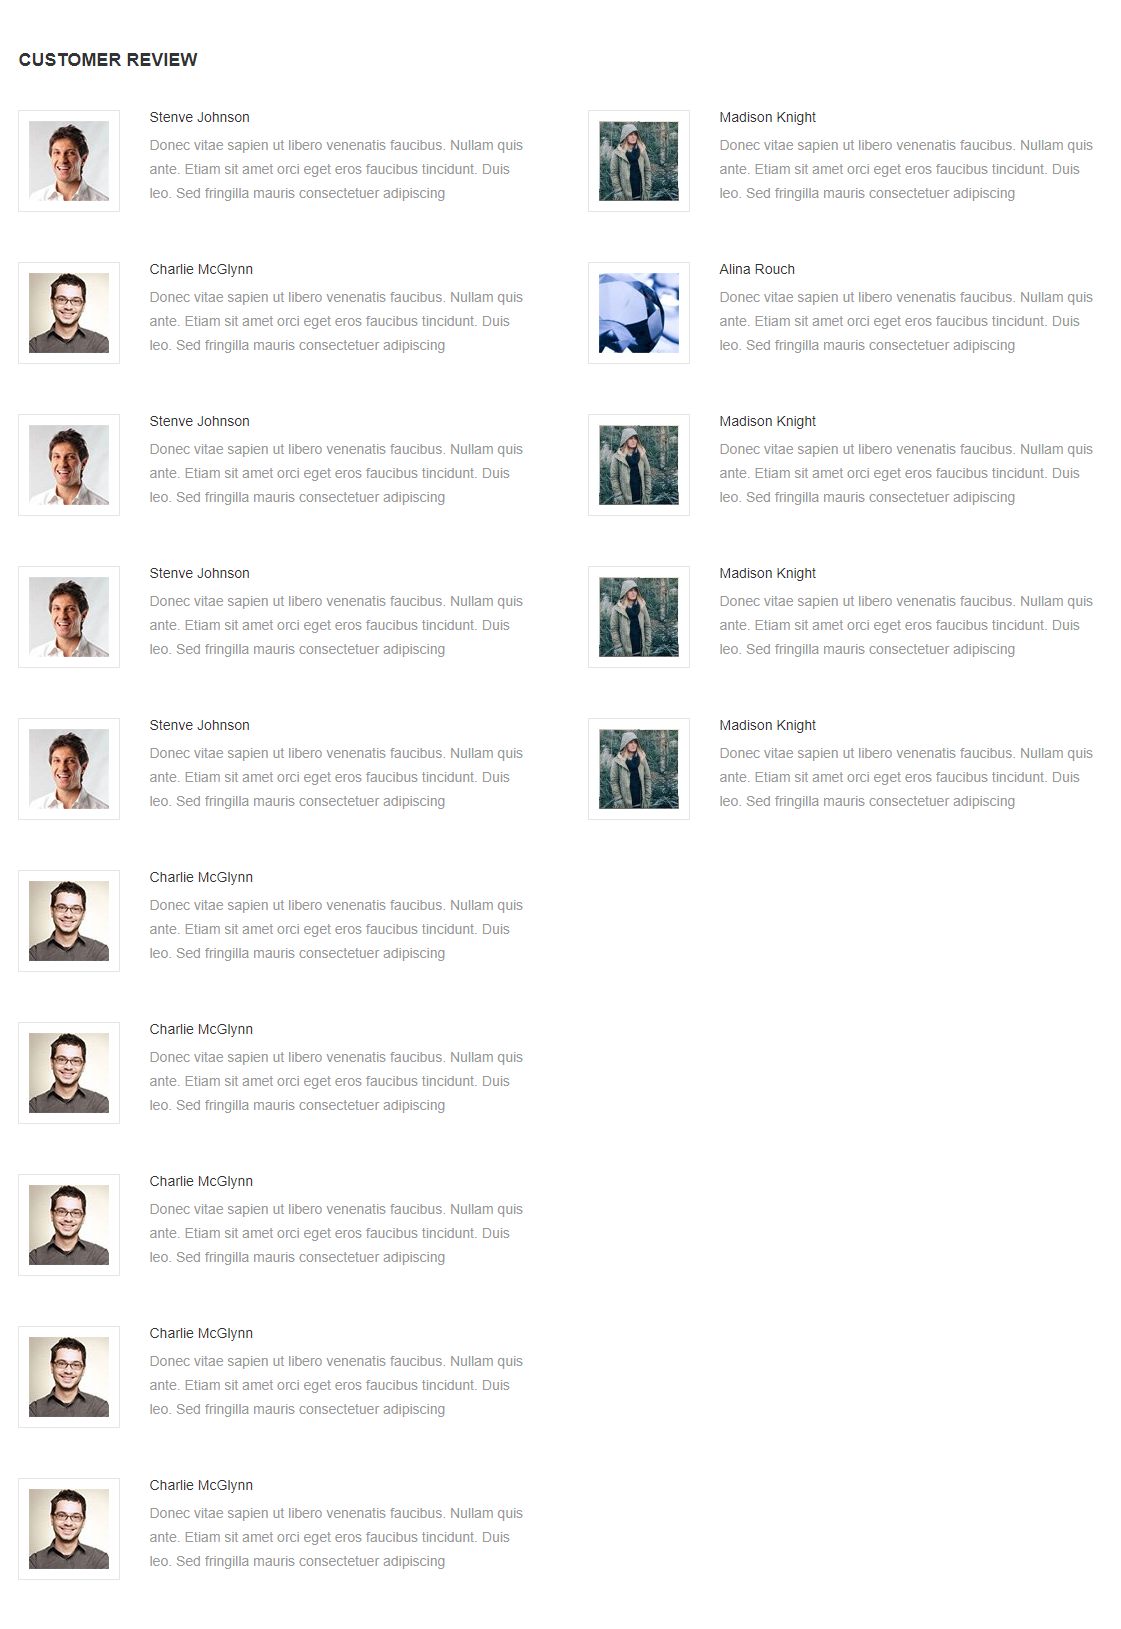 CUSTOMER REVIEW
Stenve Johnson
Donec vitae sapien ut libero venenatis faucibus. Nullam quis
ante. Etiam sit amet orci eget eros faucibus tincidunt. Duis
leo. Sed fringilla mauris consectetuer adipiscing
Madison Knight
Donec vitae sapien ut libero venenatis faucibus. Nullam quis
ante. Etiam sit amet orci eget eros faucibus tincidunt. Duis
leo. Sed fringilla mauris consectetuer adipiscing
Charlie McGlynn
Donec vitae sapien ut libero venenatis faucibus. Nullam quis
ante. Etiam sit amet orci eget eros faucibus tincidunt. Duis
leo. Sed fringilla mauris consectetuer adipiscing
Alina Rouch
Donec vitae sapien ut libero venenatis faucibus. Nullam quis
ante. Etiam sit amet orci eget eros faucibus tincidunt. Duis
leo. Sed fringilla mauris consectetuer adipiscing
Stenve Johnson
Donec vitae sapien ut libero venenatis faucibus. Nullam quis
ante. Etiam sit amet orci eget eros faucibus tincidunt. Duis
leo. Sed fringilla mauris consectetuer adipiscing
Madison Knight
Donec vitae sapien ut libero venenatis faucibus. Nullam quis
ante. Etiam sit amet orci eget eros faucibus tincidunt. Duis
leo. Sed fringilla mauris consectetuer adipiscing
Stenve Johnson
Donec vitae sapien ut libero venenatis faucibus. Nullam quis
ante. Etiam sit amet orci eget eros faucibus tincidunt. Duis
leo. Sed fringilla mauris consectetuer adipiscing
Madison Knight
Donec vitae sapien ut libero venenatis faucibus. Nullam quis
ante. Etiam sit amet orci eget eros faucibus tincidunt. Duis
leo. Sed fringilla mauris consectetuer adipiscing
Stenve Johnson
Donec vitae sapien ut libero venenatis faucibus. Nullam quis
ante. Etiam sit amet orci eget eros faucibus tincidunt. Duis
leo. Sed fringilla mauris consectetuer adipiscing
Madison Knight
Donec vitae sapien ut libero venenatis faucibus. Nullam quis
ante. Etiam sit amet orci eget eros faucibus tincidunt. Duis
leo. Sed fringilla mauris consectetuer adipiscing
Charlie McGlynn
Donec vitae sapien ut libero venenatis faucibus. Nullam quis
ante. Etiam sit amet orci eget eros faucibus tincidunt. Duis
leo. Sed fringilla mauris consectetuer adipiscing
Charlie McGlynn
Donec vitae sapien ut libero venenatis faucibus. Nullam quis
ante. Etiam sit amet orci eget eros faucibus tincidunt. Duis
leo. Sed fringilla mauris consectetuer adipiscing
Charlie McGlynn
Donec vitae sapien ut libero venenatis faucibus. Nullam quis
ante. Etiam sit amet orci eget eros faucibus tincidunt. Duis
leo. Sed fringilla mauris consectetuer adipiscing
Charlie McGlynn
Donec vitae sapien ut libero venenatis faucibus. Nullam quis
ante. Etiam sit amet orci eget eros faucibus tincidunt. Duis
leo. Sed fringilla mauris consectetuer adipiscing
Charlie McGlynn
Donec vitae sapien ut libero venenatis faucibus. Nullam quis
ante. Etiam sit amet orci eget eros faucibus tincidunt. Duis
leo. Sed fringilla mauris consectetuer adipiscing